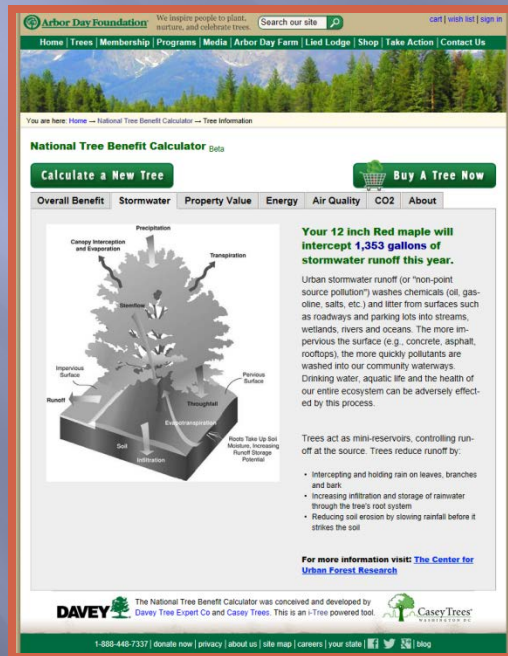 Arbor Day Foundation®
We inspire people to plant,
nurture, and celebrate trees.
Search our site
cart | wish list | sign in
Home | Trees | Membership | Programs | Media | Arbor Day Farm | Lied Lodge | Shop | Take Action | Contact Us
You are here: Home → National Tree Benefit Calculator → Tree Information
National Tree Benefit Calculator Beta
Calculate a New Tree
Buy A Tree Now
Overall Benefit Stormwater Property Value Energy Air Quality CO2 About
Precipitation
Canopy Interception
and Evaporation
Transpiration
Stemflow
Impervious
Surface
Pervious
Surface
Runoff
Throughfall
Evapotranspiration
Soil
Infiltration
Roots Take Up Soil
Moisture, Increasing
Runoff Storage
Potential
Your 12 inch Red maple will
intercept 1,353 gallons of
stormwater runoff this year.
Urban stormwater runoff (or "non-point
source pollution") washes chemicals (oil, gas-
oline, salts, etc.) and litter from surfaces such
as roadways and parking lots into streams,
wetlands, rivers and oceans. The more im-
pervious the surface (e.g., concrete, asphalt,
rooftops), the more quickly pollutants are
washed into our community waterways.
Drinking water, aquatic life and the health of
our entire ecosystem can be adversely effect-
ed by this process.
Trees act as mini-reservoirs, controlling run-
off at the source. Trees reduce runoff by:
• Intercepting and holding rain on leaves, branches
and bark
• Increasing infiltration and storage of rainwater
through the tree's root system
• Reducing soil erosion by slowing rainfall before it
strikes the soil
For more information visit: The Center for
Urban Forest Research
DAVEY
The National Tree Benefit Calculator was conceived and developed by
Davey Tree Expert Co and Casey Trees. This is an i-Tree powered tool.
Casey Trees
WASHINGTON DC
1-888-448-7337 | donate now | privacy | about us | site map | careers | your state | blog